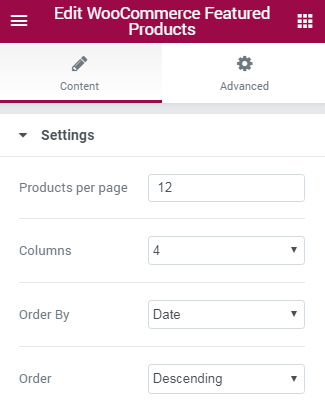 Edit WooCommerce Featured
Products
Content Advanced
Settings
Products per page 12
Columns 4
Order By Date
Order Descending